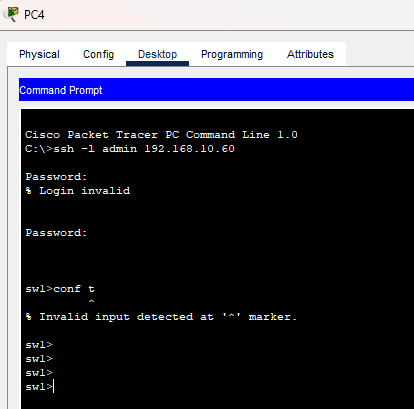 PC4
Physical Config Desktop Programming Attributes
Command Prompt
Cisco Packet Tracer PC Command Line 1.0
C:\>ssh -l admin 192.168.10.60
Password:
% Login invalid
Password:
sw1>conf t
^
% Invalid input detected at '^' marker.
sw1>
sw1>
sw1>
sw1>